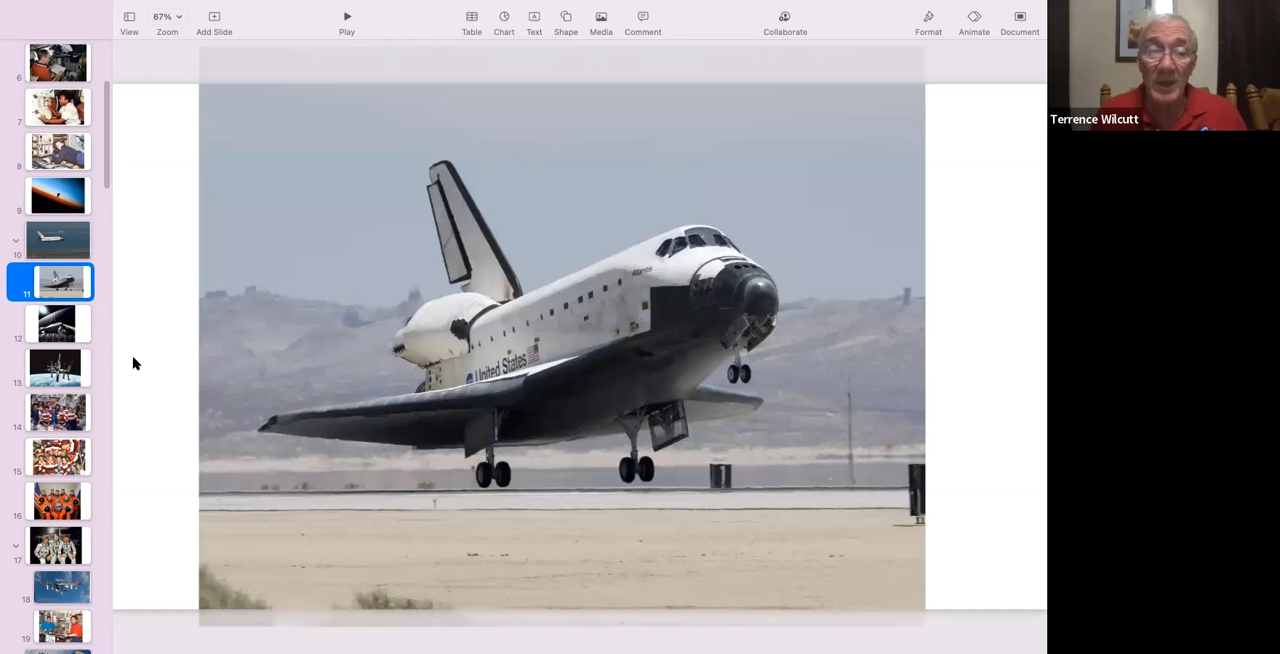 67%
View
Zoom
Add Slide
Play
Table
Chart
Text
Shape
Media
Comment
Collaborate
Format
Animate
Document
6
7
8
9
10
11
12
13
14
15
16
17
18
19
Atlantis
United States
Terrence Wilcutt